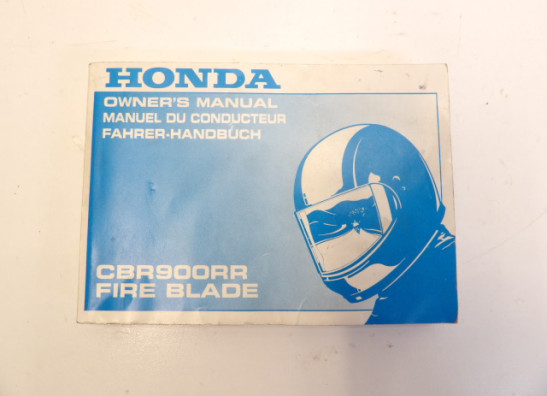 HONDA
OWNER'S MANUAL
MANUEL DU CONDUCTEUR
FAHRER-HANDBUCH
CBR900RR
FIRE BLADE